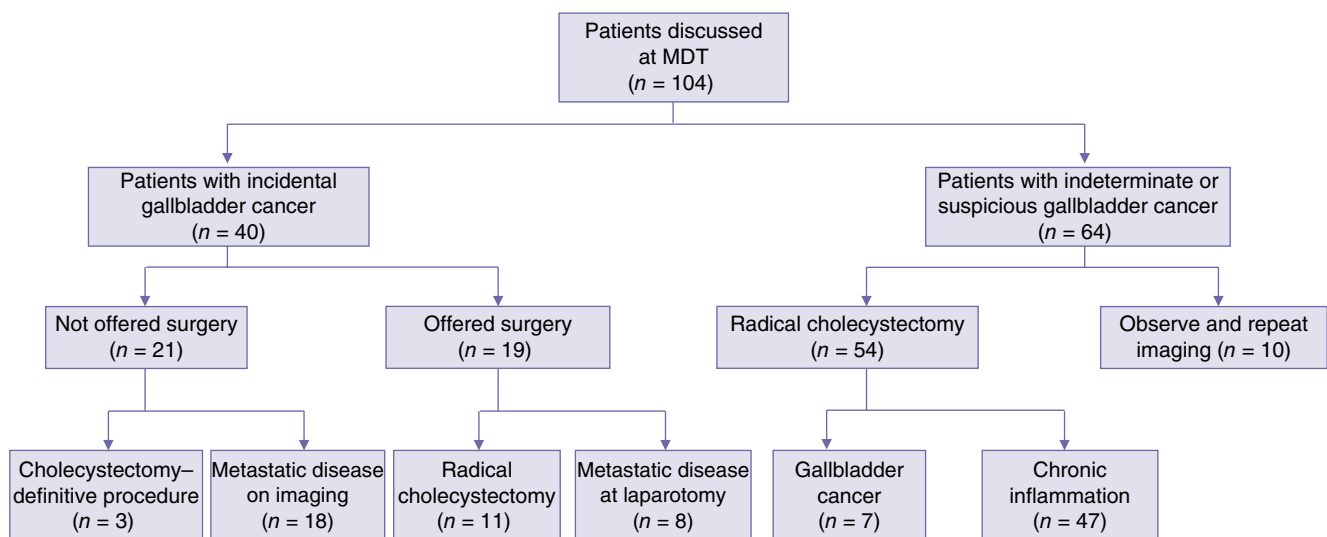 Patients discussed
at MDT
(n = 104)
Patients with incidental
gallbladder cancer
(n = 40)
Patients with indeterminate or
suspicious gallbladder cancer
(n = 64)
Not offered surgery
(n = 21)
Offered surgery
(n = 19)
Radical cholecystectomy
(n = 54)
Observe and repeat
imaging (n = 10)
Cholecystectomy–
definitive procedure
(n = 3)
Metastatic disease
on imaging
(n = 18)
Radical
cholecystectomy
(n = 11)
Metastatic disease
at laparotomy
(n = 8)
Gallbladder
cancer
(n = 7)
Chronic
inflammation
(n = 47)